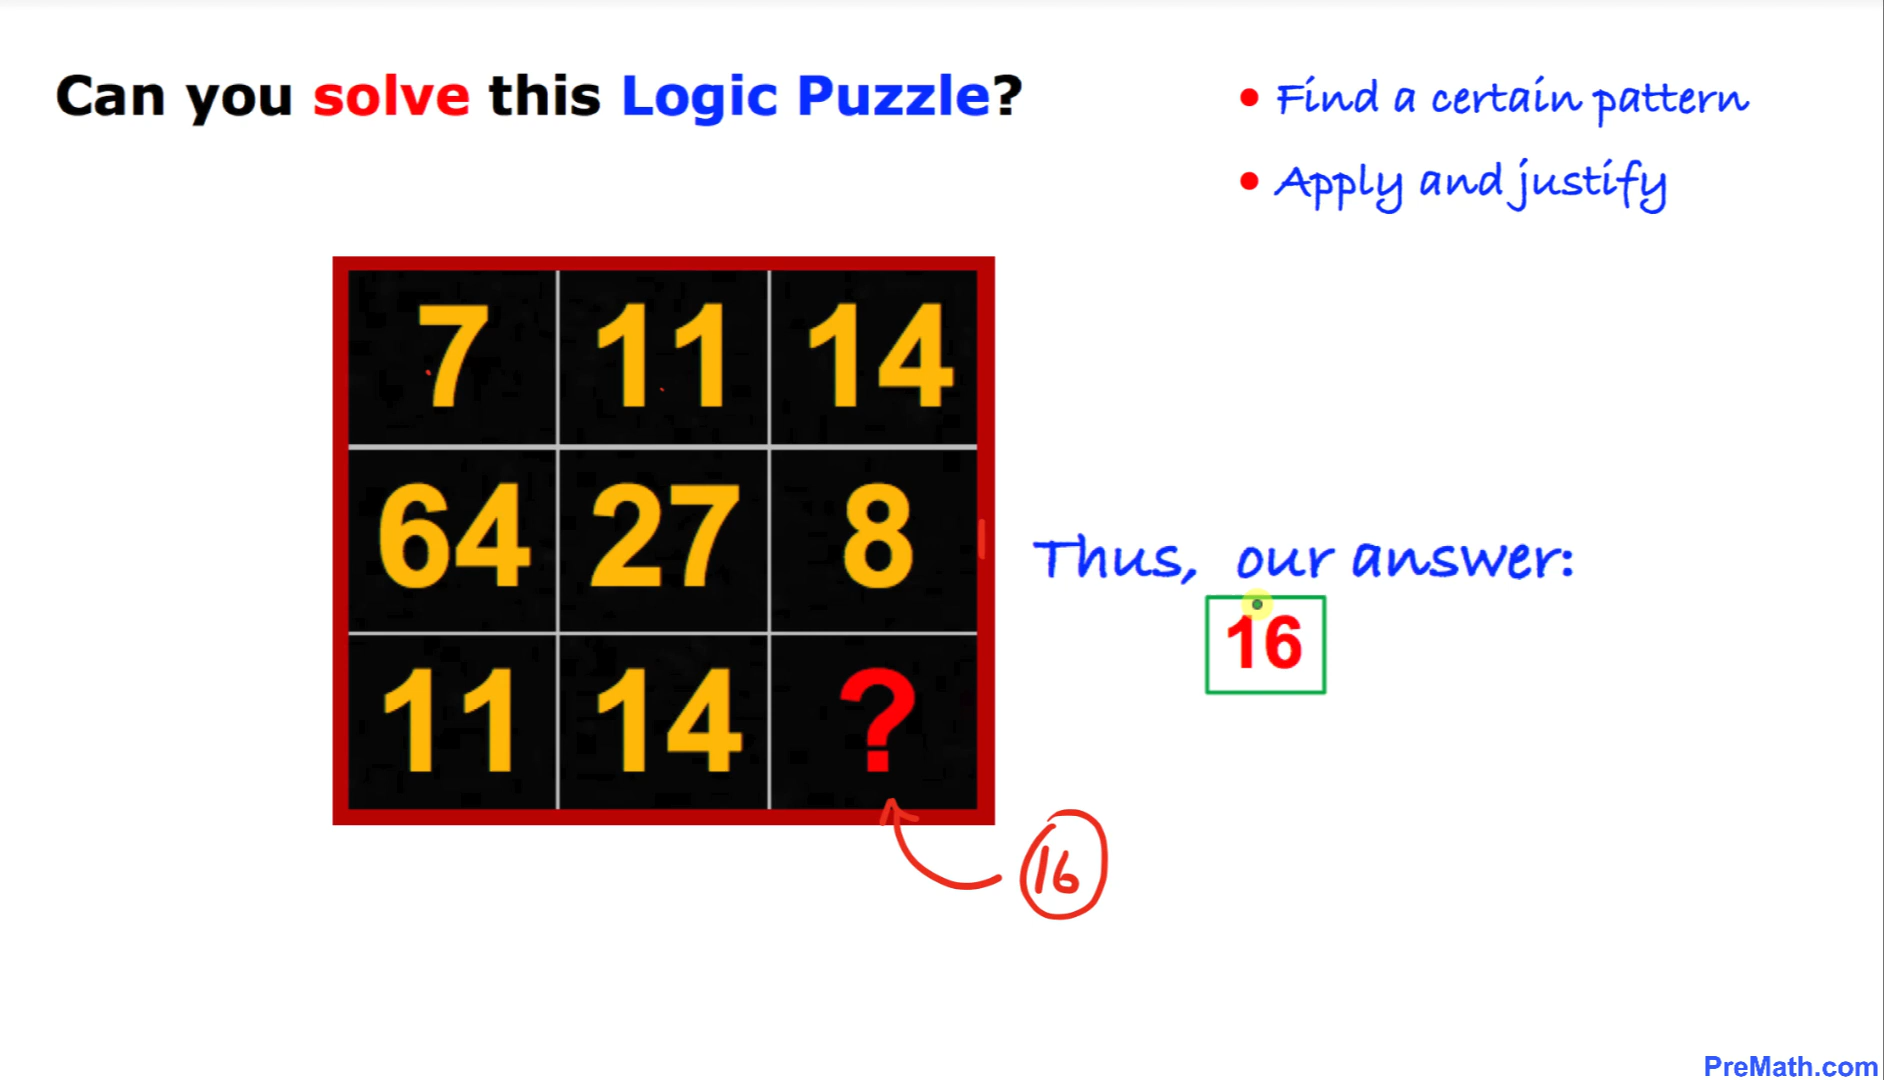 Can you solve this Logic Puzzle?
• Find a certain pattern
• Apply and justify
7 11 14
64 27 8
11 14 ?
Thus, our answer:
16
16
PreMath.com